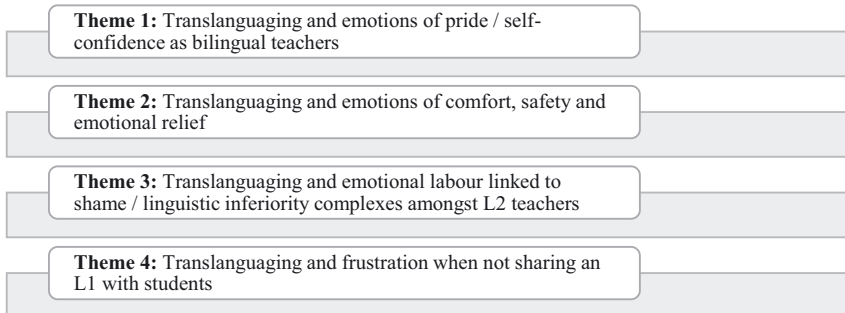 Theme 1: Translanguaging and emotions of pride / self-
confidence as bilingual teachers
Theme 2: Translanguaging and emotions of comfort, safety and
emotional relief
Theme 3: Translanguaging and emotional labour linked to
shame / linguistic inferiority complexes amongst L2 teachers
Theme 4: Translanguaging and frustration when not sharing an
L1 with students